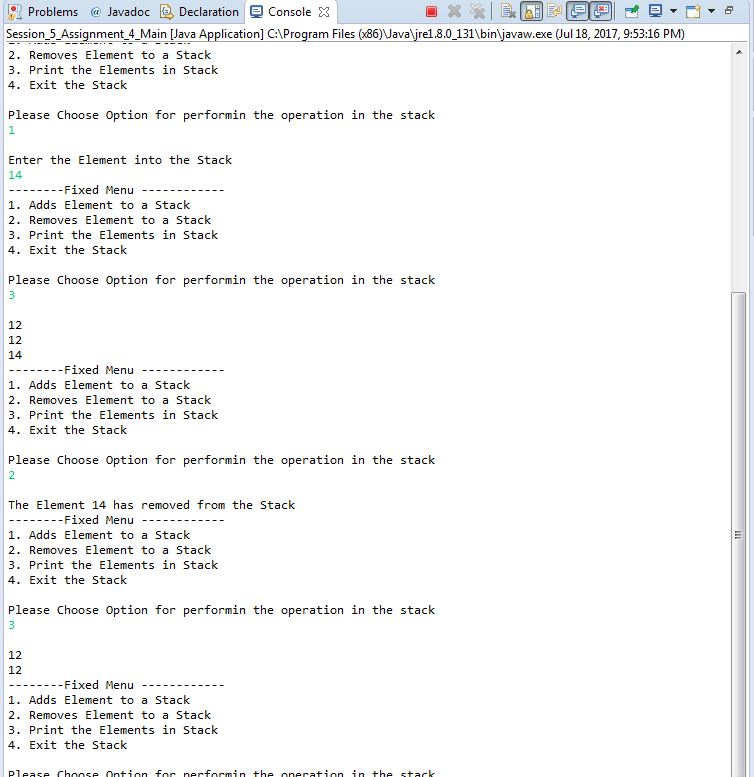 Problems @ Javadoc Declaration Console
Session_5_Assignment_4_Main [Java Application] C:\Program Files (x86)\Java\jre1.8.0_131\bin\javaw.exe (Jul 18, 2017, 9:53:16 PM)
2. Removes Element to a Stack
3. Print the Elements in Stack
4. Exit the Stack
Please Choose Option for performin the operation in the stack
1
Enter the Element into the Stack
14
--------Fixed Menu ------------
1. Adds Element to a Stack
2. Removes Element to a Stack
3. Print the Elements in Stack
4. Exit the Stack
Please Choose Option for performin the operation in the stack
3
12
12
14
--------Fixed Menu ------------
1. Adds Element to a Stack
2. Removes Element to a Stack
3. Print the Elements in Stack
4. Exit the Stack
Please Choose Option for performin the operation in the stack
2
The Element 14 has removed from the Stack
--------Fixed Menu ------------
1. Adds Element to a Stack
2. Removes Element to a Stack
3. Print the Elements in Stack
4. Exit the Stack
Please Choose Option for performin the operation in the stack
3
12
12
--------Fixed Menu ------------
1. Adds Element to a Stack
2. Removes Element to a Stack
3. Print the Elements in Stack
4. Exit the Stack
Please Choose Option for performin the operation in the stack